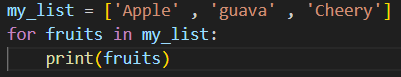 my_list = ['Apple' , 'guava' , 'Cheery']
for fruits in my_list:
    print(fruits)